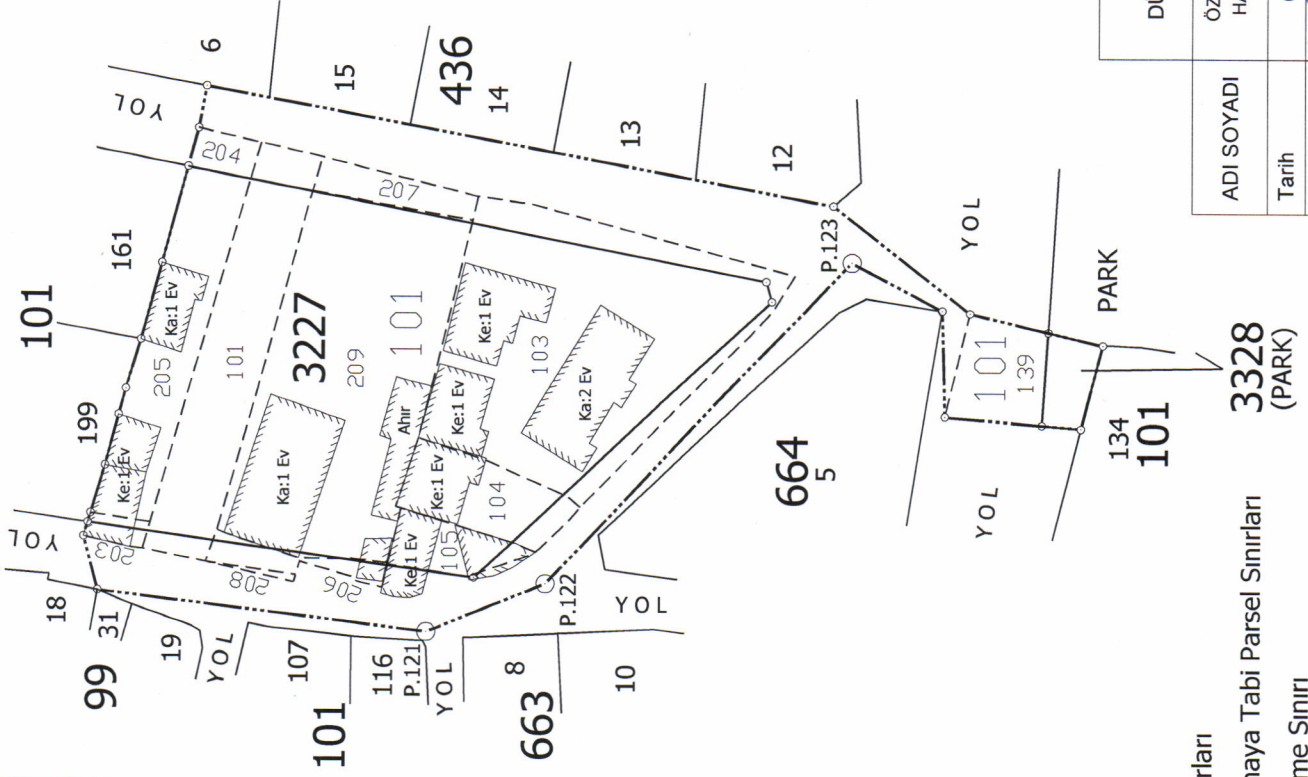 YOL
6
204
15
436
14
13
12
207
161
101
Ka:1 Ev
205
101
3227
209
101
Ke:1 Ev
103
199
Ke:1 Ev
Ka:1 Ev
Ahır
Ke:1 Ev
Ka:2 Ev
Ke:1 Ev
104
Ke:1 Ev
105
YOL
203
208
206
18
31
99
19
YOL
107
101
116
P.121
YOL
663
8
10
P.122
YOL
664
5
P.123
YOL
YOL
101
139
PARK
134
101
3328
(PARK)
ADI SOYADI
Tarih
DÜ
ÖZ
HA
rları
naya Tabi Parsel Sınırları
me Sınırı